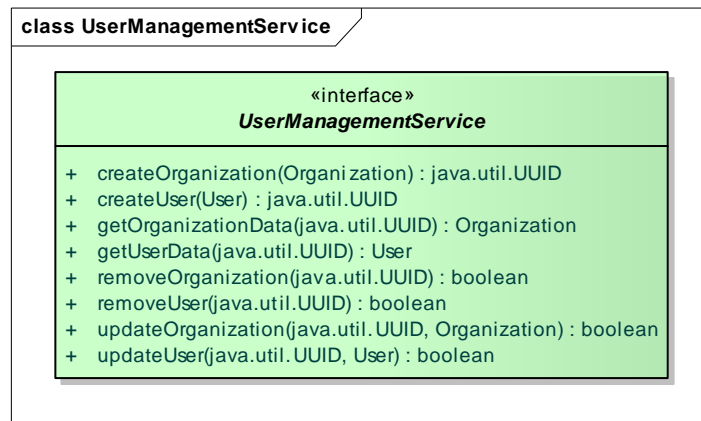 class UserManagementService
«interface»
UserManagementService
+ createOrganization(Organization) : java.util.UUID
+ createUser(User) : java.util.UUID
+ getOrganizationData(java.util.UUID) : Organization
+ getUserData(java.util.UUID) : User
+ removeOrganization(java.util.UUID) : boolean
+ removeUser(java.util.UUID) : boolean
+ updateOrganization(java.util.UUID, Organization) : boolean
+ updateUser(java.util.UUID, User) : boolean